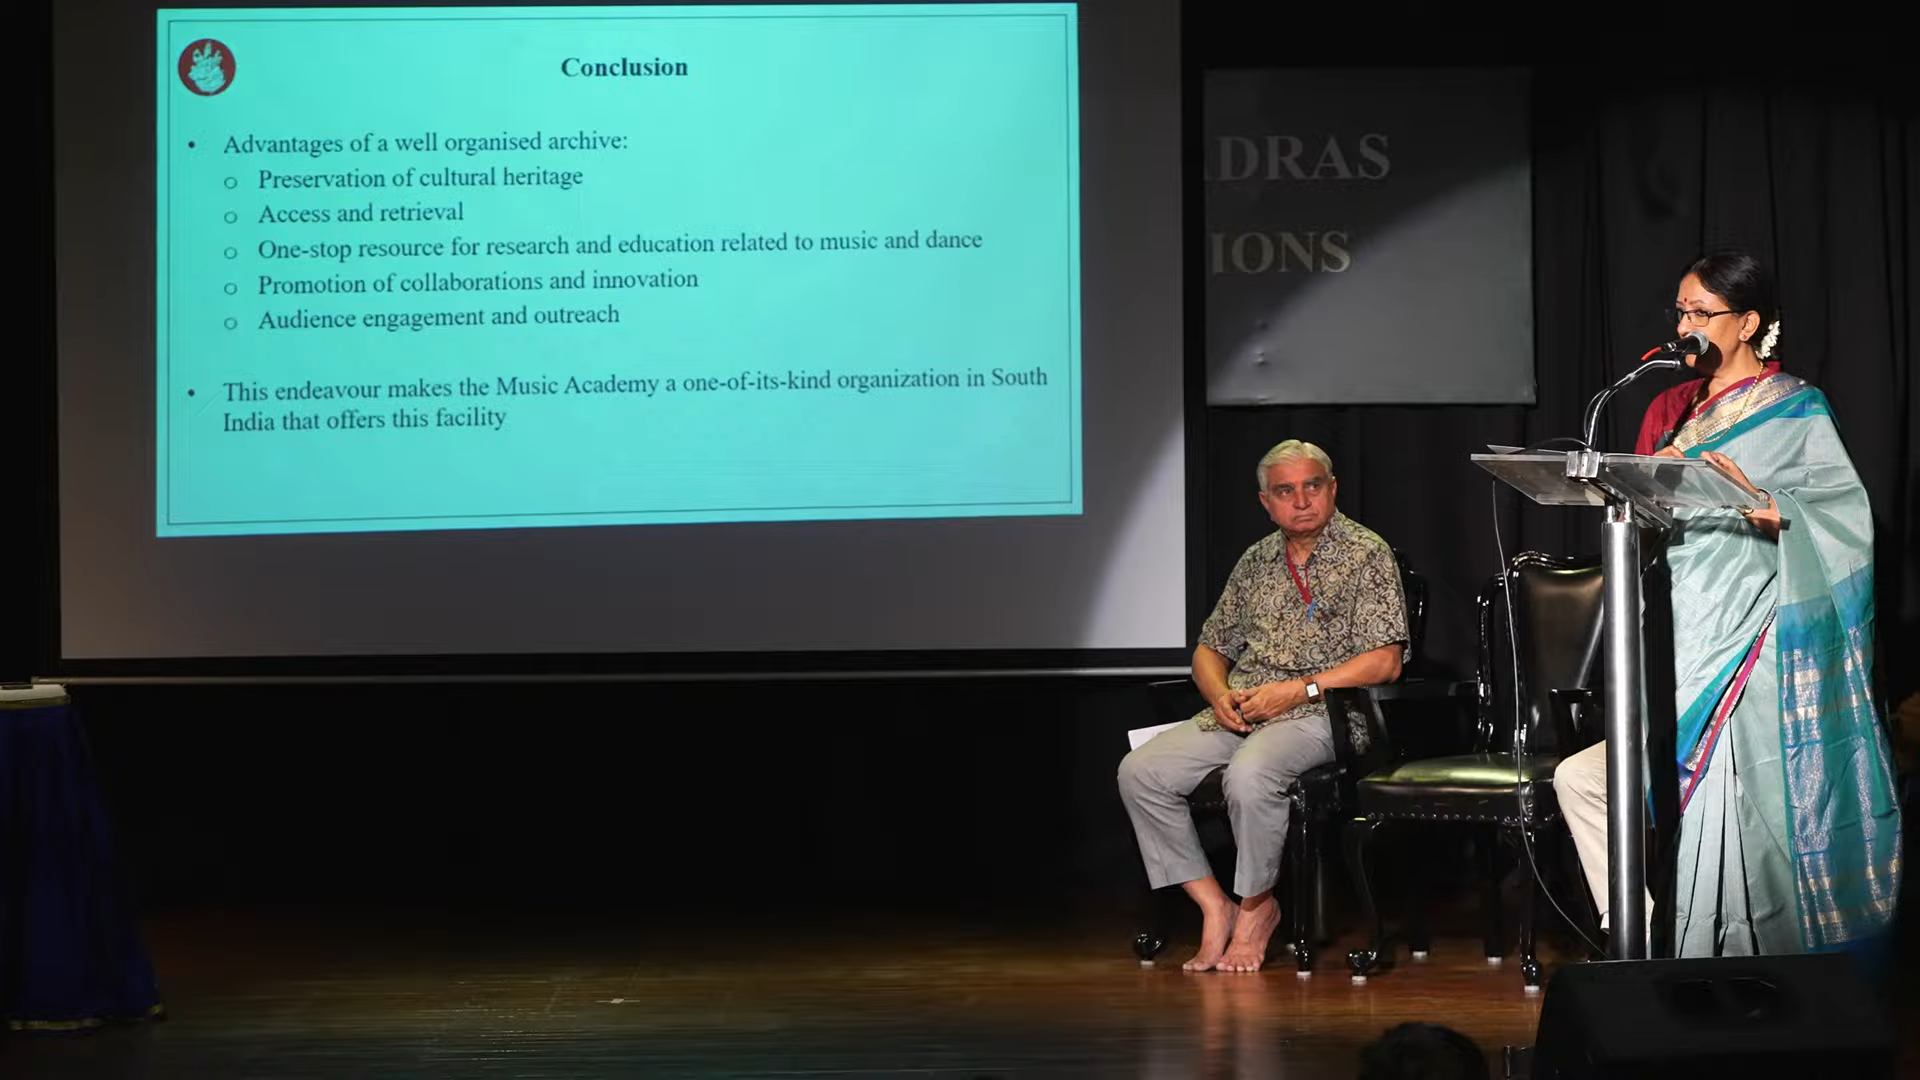 Conclusion
• Advantages of a well organised archive:
o Preservation of cultural heritage
o Access and retrieval
o One-stop resource for research and education related to music and dance
o Promotion of collaborations and innovation
o Audience engagement and outreach
• This endeavour makes the Music Academy a one-of-its-kind organization in South
India that offers this facility
DRAS
IONS